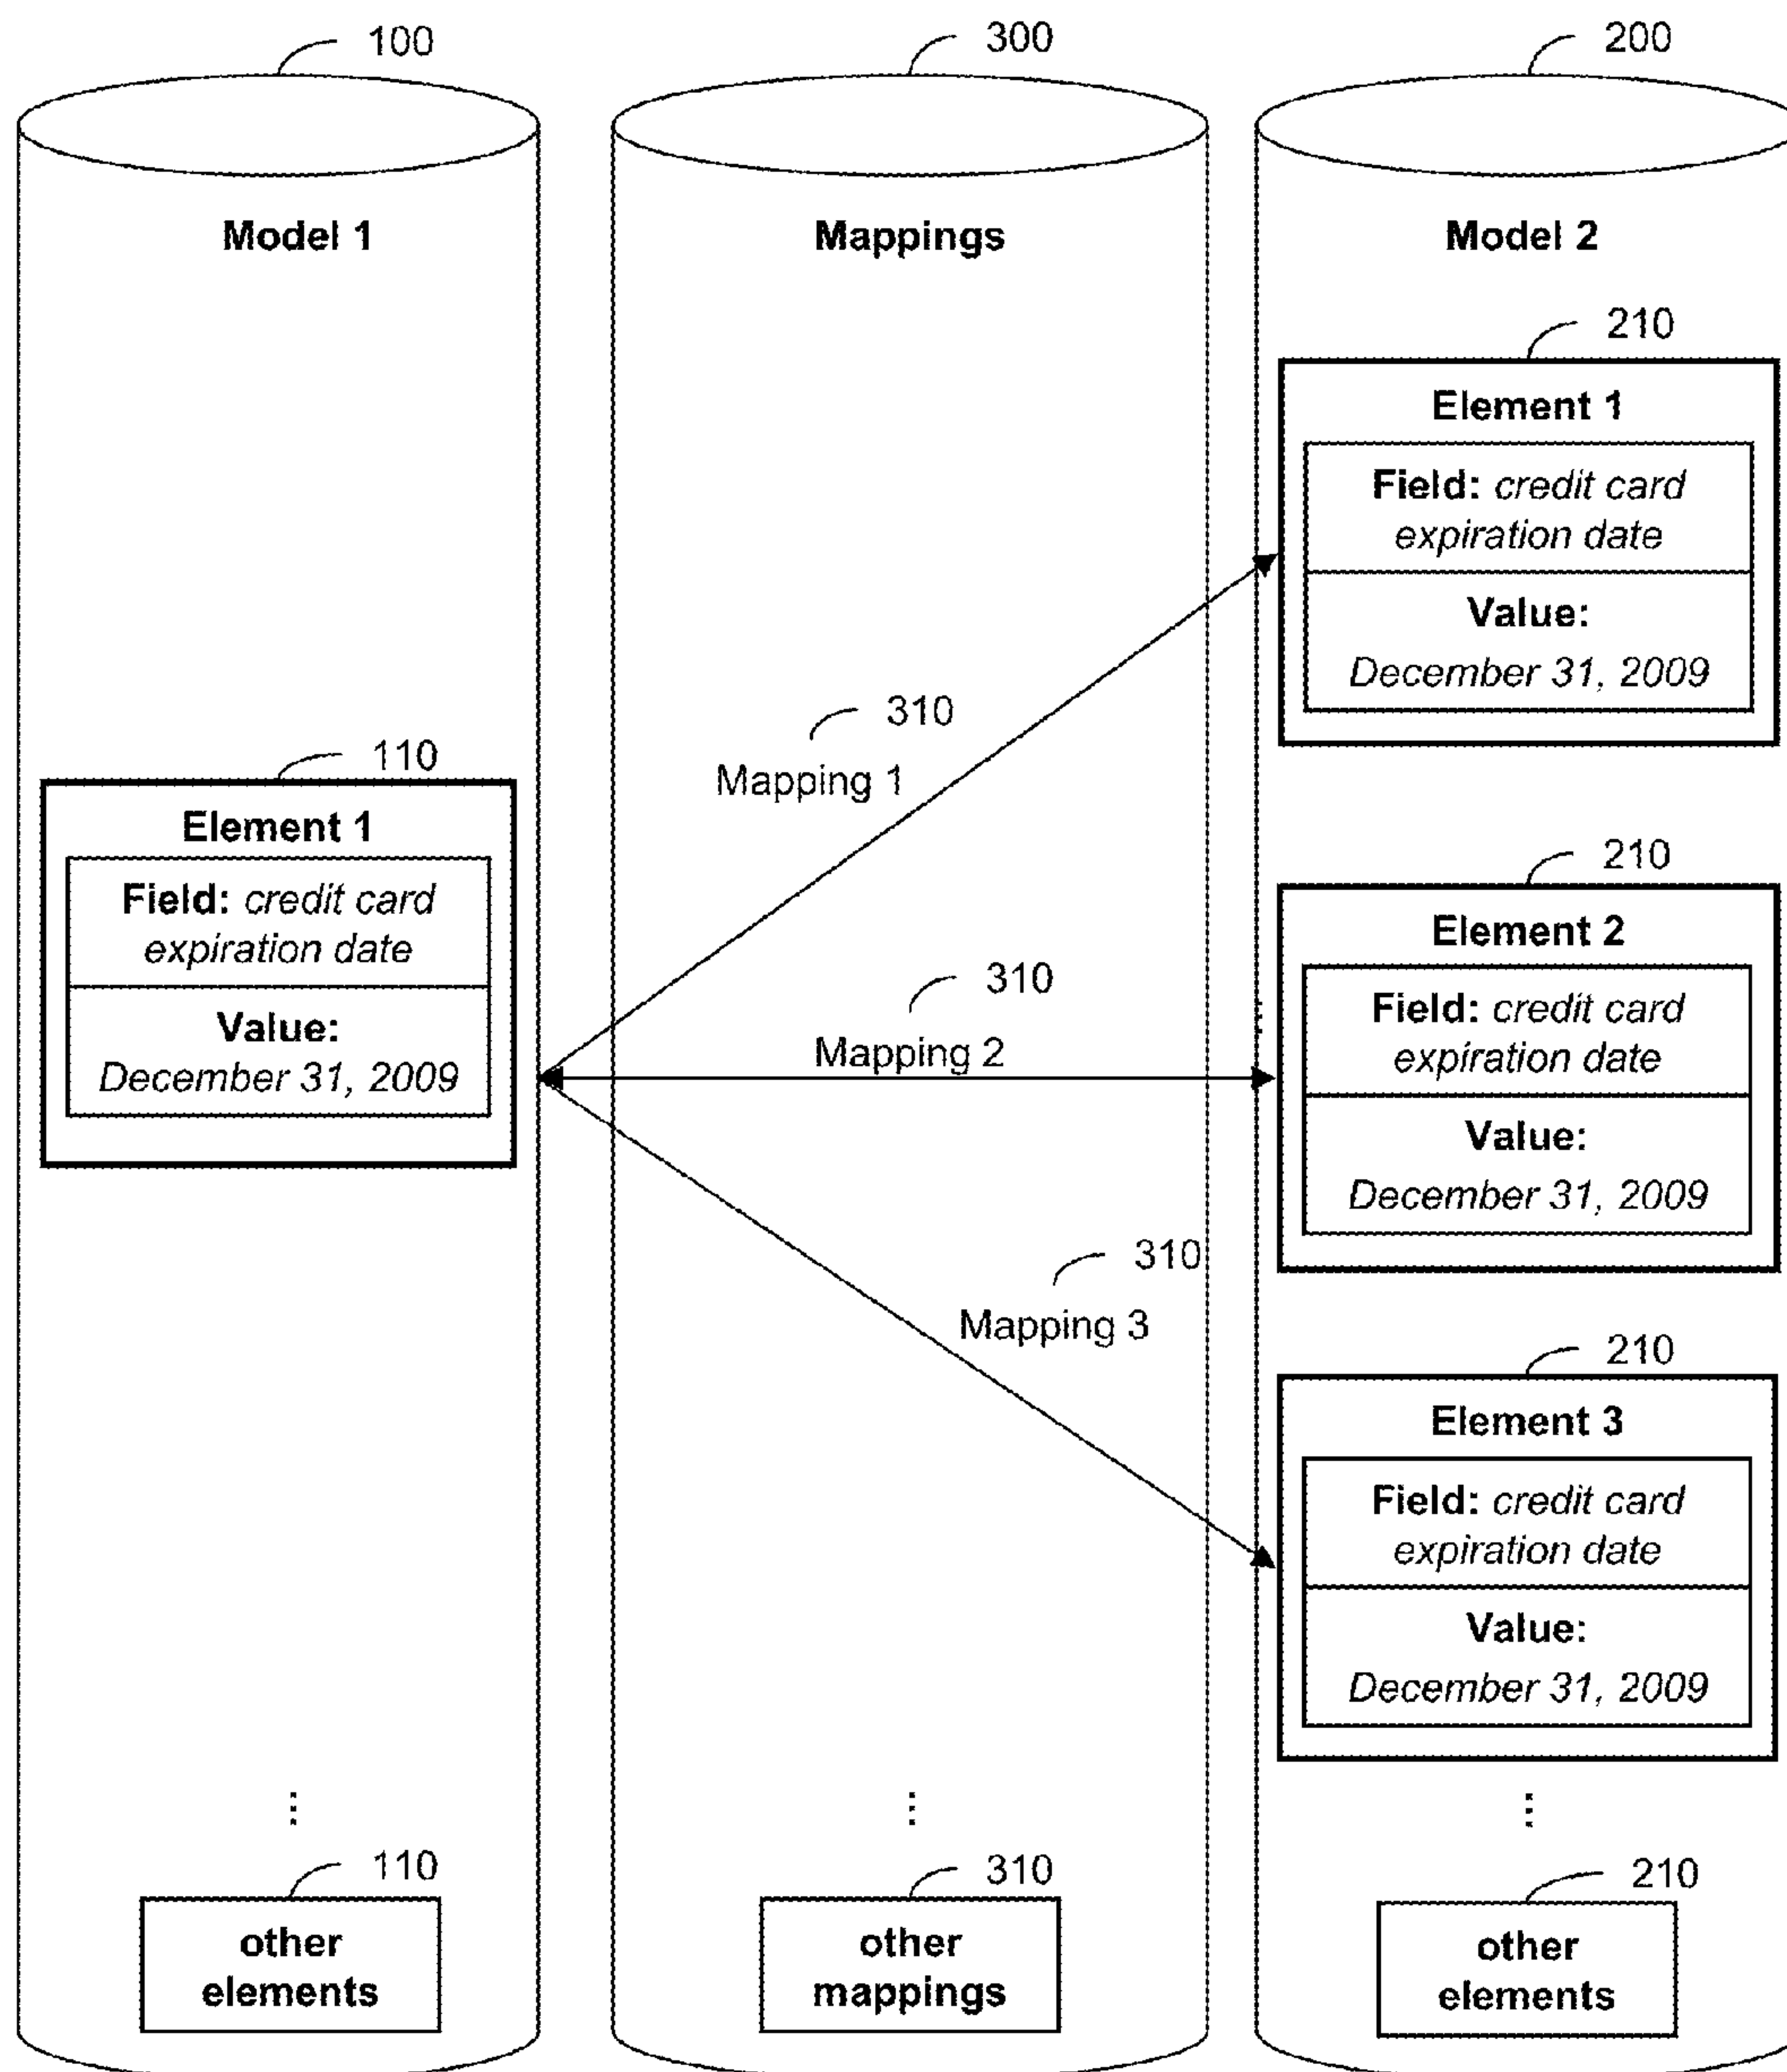 100
300
200
Model 1
Mappings
Model 2
210
Element 1
Field: credit card
expiration date
Value:
December 31, 2009
310
Mapping 1
110
Element 1
Field: credit card
expiration date
Value:
December 31, 2009
210
Element 2
Field: credit card
expiration date
Value:
December 31, 2009
310
Mapping 2
310
Mapping 3
210
Element 3
Field: credit card
expiration date
Value:
December 31, 2009
110
other
elements
310
other
mappings
210
other
elements